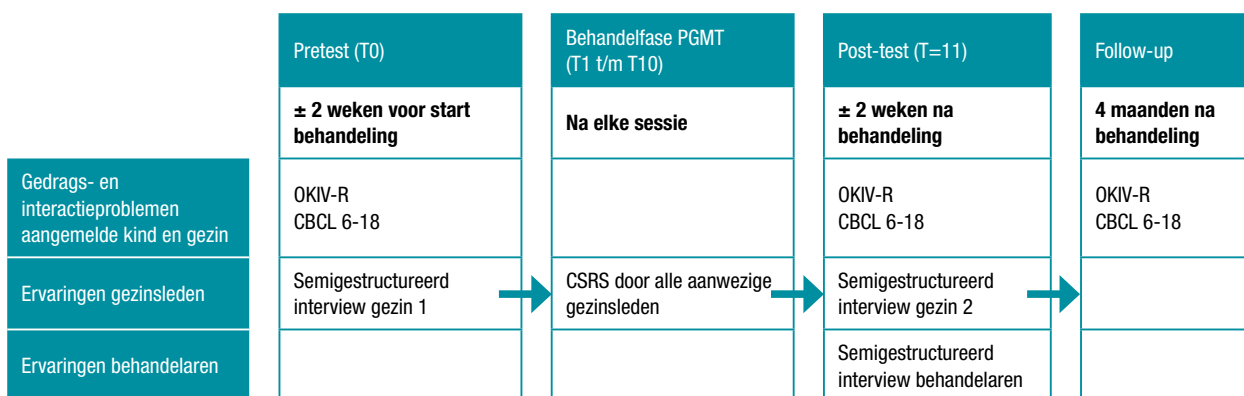 Pretest (T0)
Behandelfase PGMT
(T1 t/m T10)
Post-test (T=11)
Follow-up
± 2 weken voor start
behandeling
Na elke sessie
± 2 weken na
behandeling
4 maanden na
behandeling
Gedrags- en
interactieproblemen
aangemelde kind en gezin
OKIV-R
CBCL 6-18
OKIV-R
CBCL 6-18
OKIV-R
CBCL 6-18
Ervaringen gezinsleden
Semigestructureerd
interview gezin 1
CSRS door alle aanwezige
gezinsleden
Semigestructureerd
interview gezin 2
Ervaringen behandelaren
Semigestructureerd
interview behandelaren